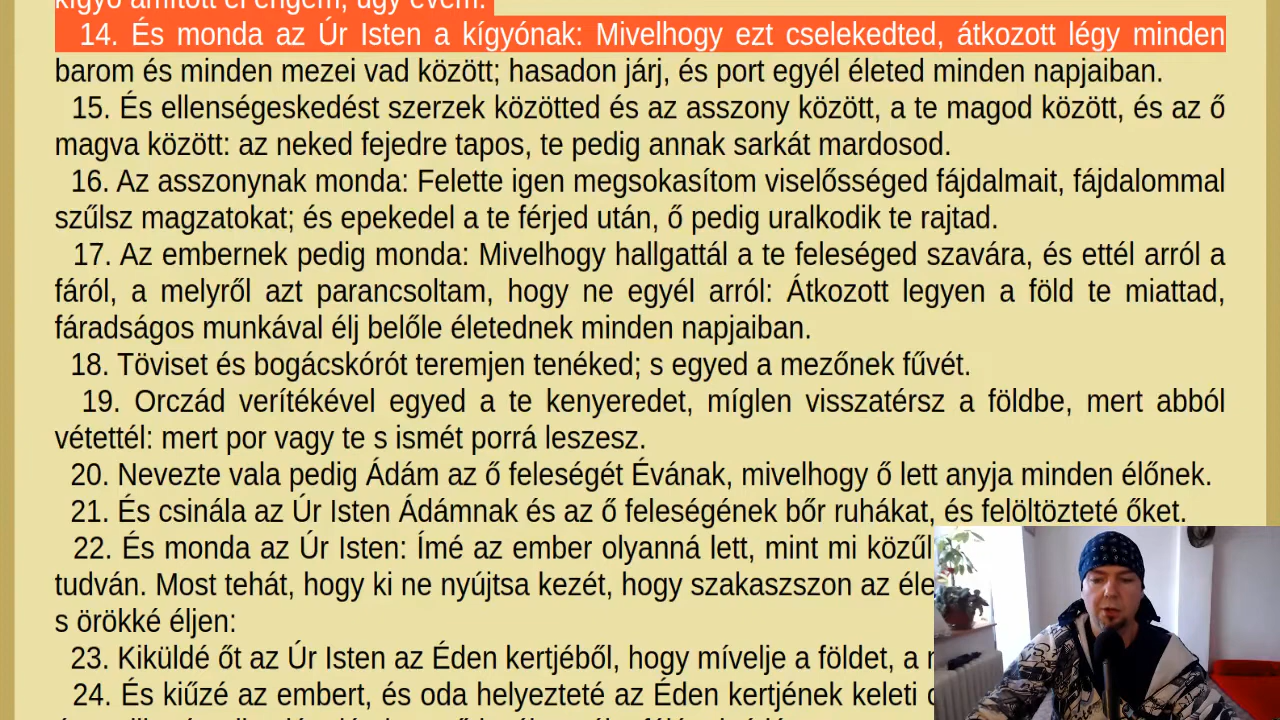 kígyó ámított el engem, úgy evém.
14. És monda az Úr Isten a kígyónak: Mivelhogy ezt cselekedted, átkozott légy minden
barom és minden mezei vad között; hasadon járj, és port egyél életed minden napjaiban.
15. És ellenségeskedést szerzek közötted és az asszony között, a te magod között, és az ő
magva között: az neked fejedre tapos, te pedig annak sarkát mardosod.
16. Az asszonynak monda: Felette igen megsokasítom viselősséged fájdalmait, fájdalommal
szűlsz magzatokat; és epekedel a te férjed után, ő pedig uralkodik te rajtad.
17. Az embernek pedig monda: Mivelhogy hallgattál a te feleséged szavára, és ettél arról a
fáról, a melyről azt parancsoltam, hogy ne egyél arról: Átkozott legyen a föld te miattad,
fáradságos munkával élj belőle életednek minden napjaiban.
18. Töviset és bogácskórót teremjen tenéked; s egyed a mezőnek fűvét.
19. Orczád verítékével egyed a te kenyeredet, míglen visszatérsz a földbe, mert abból
vétettél: mert por vagy te s ismét porrá leszesz.
20. Nevezte vala pedig Ádám az ő feleségét Évának, mivelhogy ő lett anyja minden élőnek.
21. És csinála az Úr Isten Ádámnak és az ő feleségének bőr ruhákat, és felöltözteté őket.
22. És monda az Úr Isten: Ímé az ember olyanná lett, mint mi közűl
tudván. Most tehát, hogy ki ne nyújtsa kezét, hogy szakaszszon az
s örökké éljen:
23. Kiküldé őt az Úr Isten az Éden kertjéből, hogy mívelje a földet, a
24. És kiűzé az embert, és oda helyezteté az Éden kertjének keleti